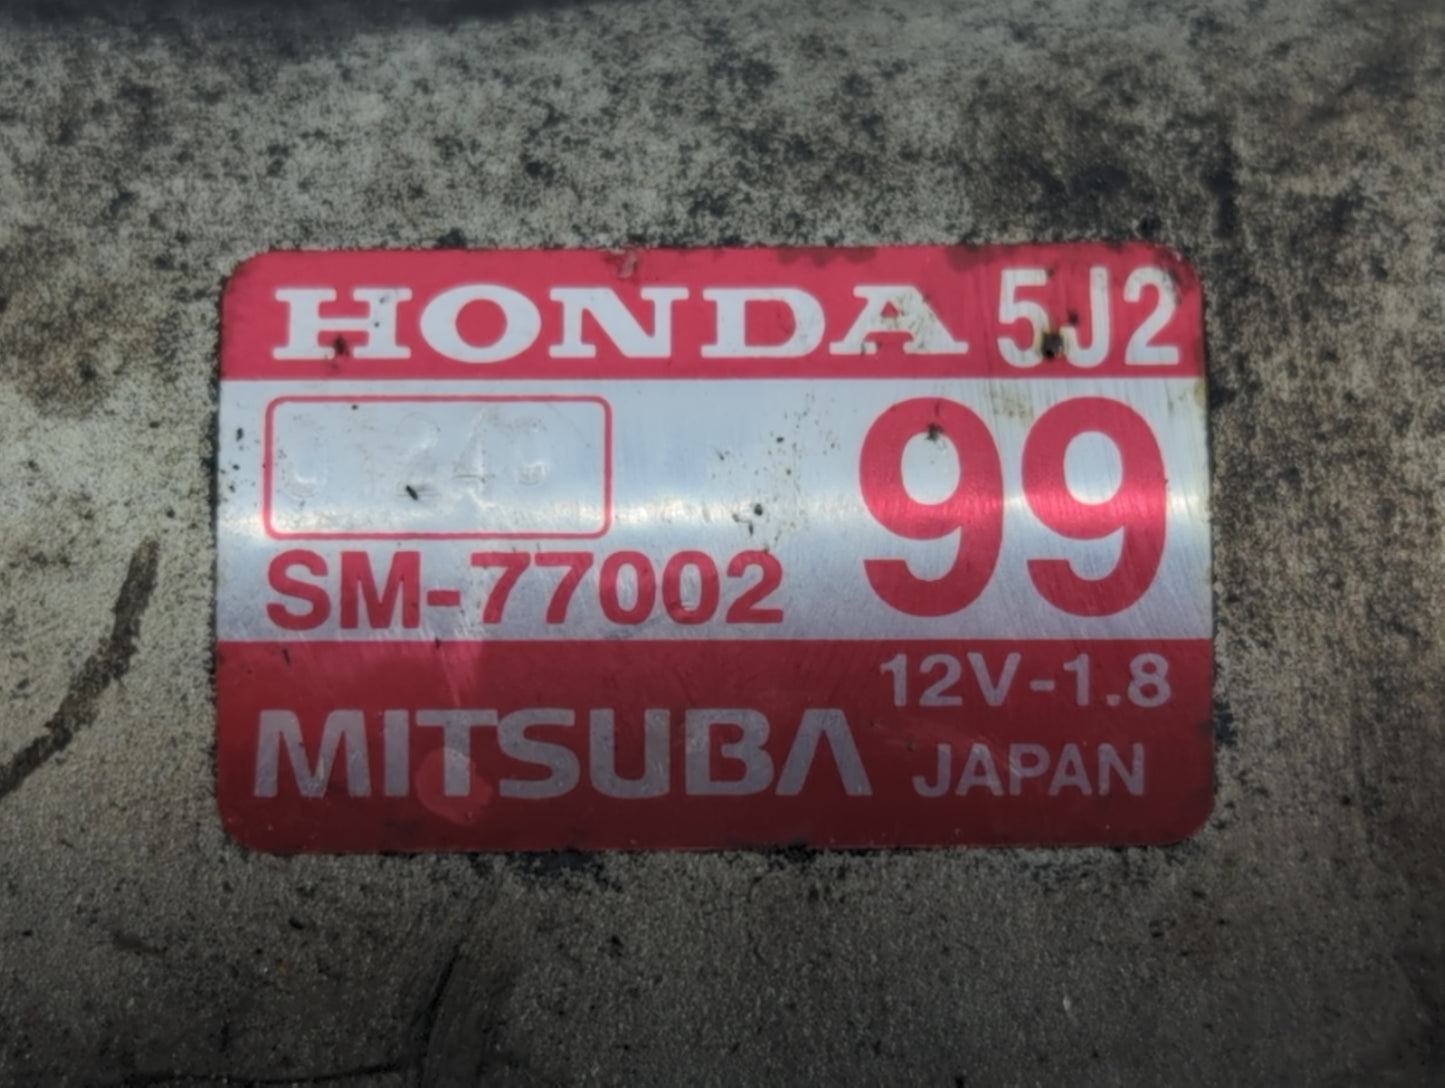 HONDA 5J2
99
SM-77002
12V-1.8
MITSUBA
JAPAN